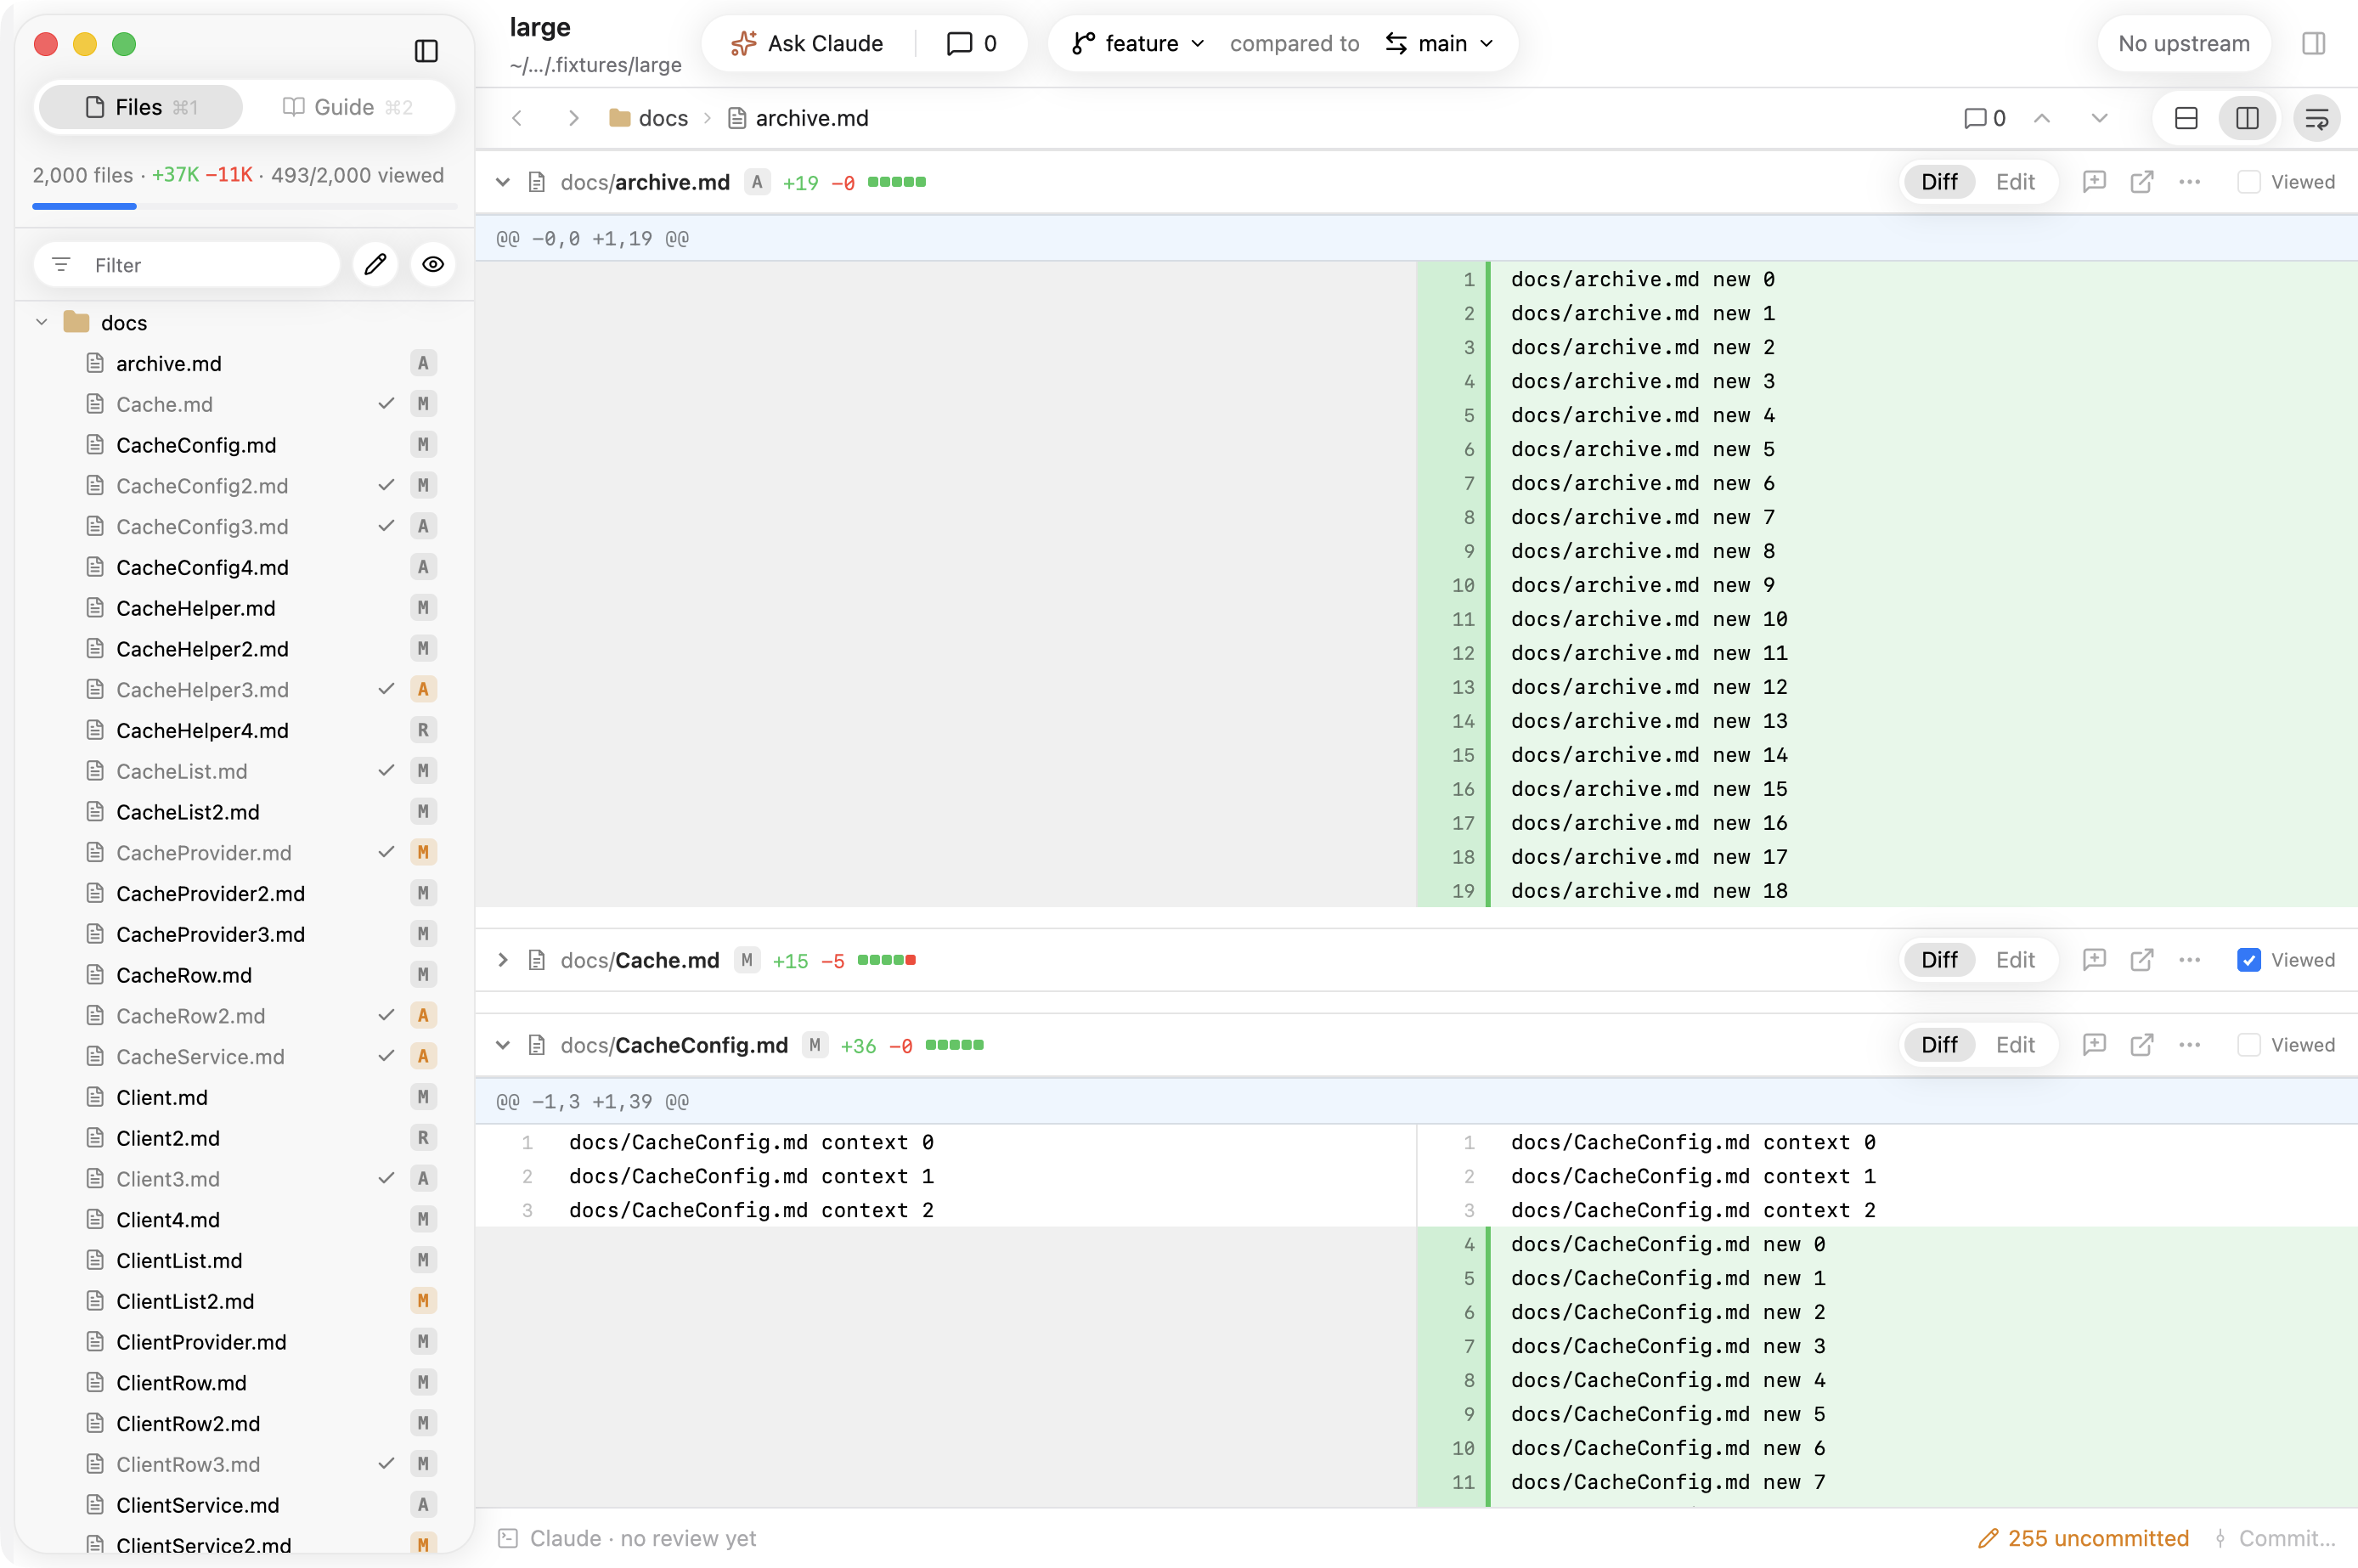 large
~/.../.fixtures/large
Ask Claude
0
feature compared to main
No upstream
Files ⌘1
Guide ⌘2
2,000 files · +37K −11K · 493/2,000 viewed
Filter
docs
archive.md A
Cache.md M
CacheConfig.md M
CacheConfig2.md M
CacheConfig3.md A
CacheConfig4.md A
CacheHelper.md M
CacheHelper2.md M
CacheHelper3.md A
CacheHelper4.md R
CacheList.md M
CacheList2.md M
CacheProvider.md M
CacheProvider2.md M
CacheProvider3.md M
CacheRow.md M
CacheRow2.md A
CacheService.md A
Client.md M
Client2.md R
Client3.md A
Client4.md M
ClientList.md M
ClientList2.md M
ClientProvider.md M
ClientRow.md M
ClientRow2.md M
ClientRow3.md M
ClientService.md A
ClientService2.md M
docs › archive.md
0
docs/archive.md A +19 −0
Diff Edit Viewed
@@ −0,0 +1,19 @@
1 docs/archive.md new 0
2 docs/archive.md new 1
3 docs/archive.md new 2
4 docs/archive.md new 3
5 docs/archive.md new 4
6 docs/archive.md new 5
7 docs/archive.md new 6
8 docs/archive.md new 7
9 docs/archive.md new 8
10 docs/archive.md new 9
11 docs/archive.md new 10
12 docs/archive.md new 11
13 docs/archive.md new 12
14 docs/archive.md new 13
15 docs/archive.md new 14
16 docs/archive.md new 15
17 docs/archive.md new 16
18 docs/archive.md new 17
19 docs/archive.md new 18
docs/Cache.md M +15 −5
Diff Edit Viewed
docs/CacheConfig.md M +36 −0
Diff Edit Viewed
@@ −1,3 +1,39 @@
1 docs/CacheConfig.md context 0
2 docs/CacheConfig.md context 1
3 docs/CacheConfig.md context 2
1 docs/CacheConfig.md context 0
2 docs/CacheConfig.md context 1
3 docs/CacheConfig.md context 2
4 docs/CacheConfig.md new 0
5 docs/CacheConfig.md new 1
6 docs/CacheConfig.md new 2
7 docs/CacheConfig.md new 3
8 docs/CacheConfig.md new 4
9 docs/CacheConfig.md new 5
10 docs/CacheConfig.md new 6
11 docs/CacheConfig.md new 7
Claude · no review yet
255 uncommitted
Commit...